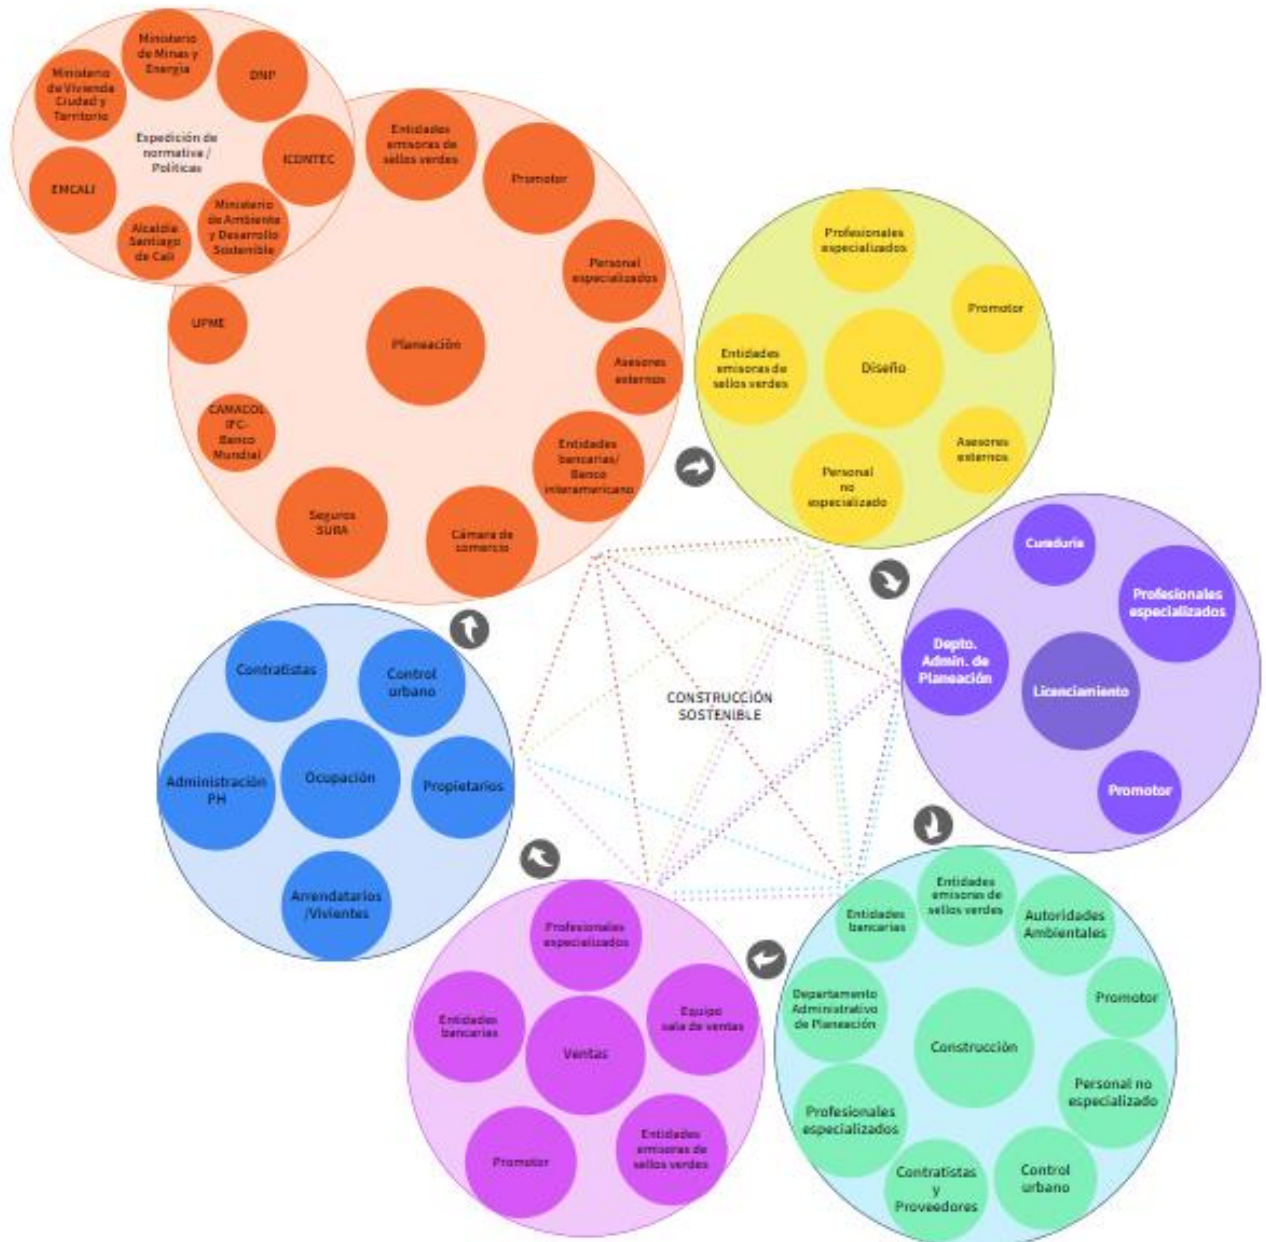 Ministerio
de Minas y
Energía
DNP
Ministerio
de Vivienda
Ciudad y
Territorio
Espedición de
normativa /
Políticas
ICONTEC
EMCALI
Alcaldía
Santiago
de Cali
Ministerio
de Ambiente
y Desarrollo
Sostenible
Entidades
emisoras de
sellos verdes
Promotor
Personal
especializados
Asesores
externos
Entidades
bancarias/
Banco
interamericano
Cámara de
comercio
Seguros
SURA
CAMACOL
IFC-
Banco
Mundial
UPME
Planeación
Profesionales
especializados
Promotor
Entidades
emisoras de
sellos verdes
Diseño
Asesores
externos
Personal
no
especializado
Curaduría
Profesionales
especializados
Depto.
Admin. de
Planeación
Licenciamiento
Promotor
CONSTRUCCIÓN
SOSTENIBLE
Contratistas
Control
urbano
Administración
PH
Ocupación
Propietarios
Arrendatarios
/Vivientes
Profesionales
especializados
Entidades
bancarias
Equipo
sala de ventas
Ventas
Promotor
Entidades
emisoras de
sellos verdes
Entidades
bancarias
Entidades
emisoras de
sellos verdes
Autoridades
Ambientales
Departamento
Administrativo
de Planeación
Promotor
Construcción
Personal no
especializado
Profesionales
especializados
Contratistas
y
Proveedores
Control
urbano